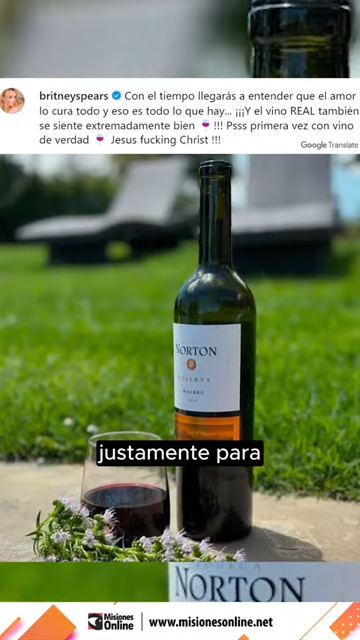 britneyspears Con el tiempo llegarás a entender que el amor
lo cura todo y eso es todo lo que hay... ¡¡¡Y el vino REAL también
se siente extremadamente bien 🍷 !!! Psss primera vez con vino
de verdad 🍷 Jesus fucking Christ !!!
Google Translate
NORTON
RESERVA
MALBEC
justamente para
NORTON
Misiones
Online
www.misionesonline.net